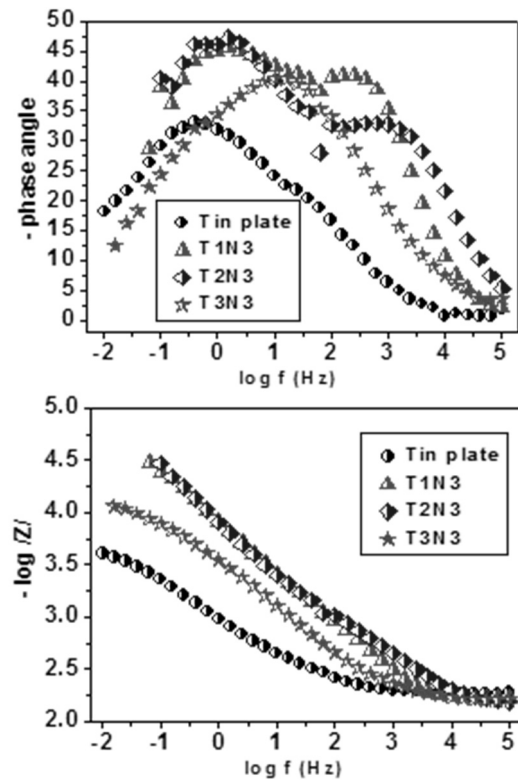 - phase angle
50
45
40
35
30
25
20
15
10
5
0
Tin plate
T1N3
T2N3
T3N3
-2 -1 0 1 2 3 4 5
log f (Hz)
- log /Z/
5.0
4.5
4.0
3.5
3.0
2.5
2.0
Tin plate
T1N3
T2N3
T3N3
-2 -1 0 1 2 3 4 5
log f (Hz)